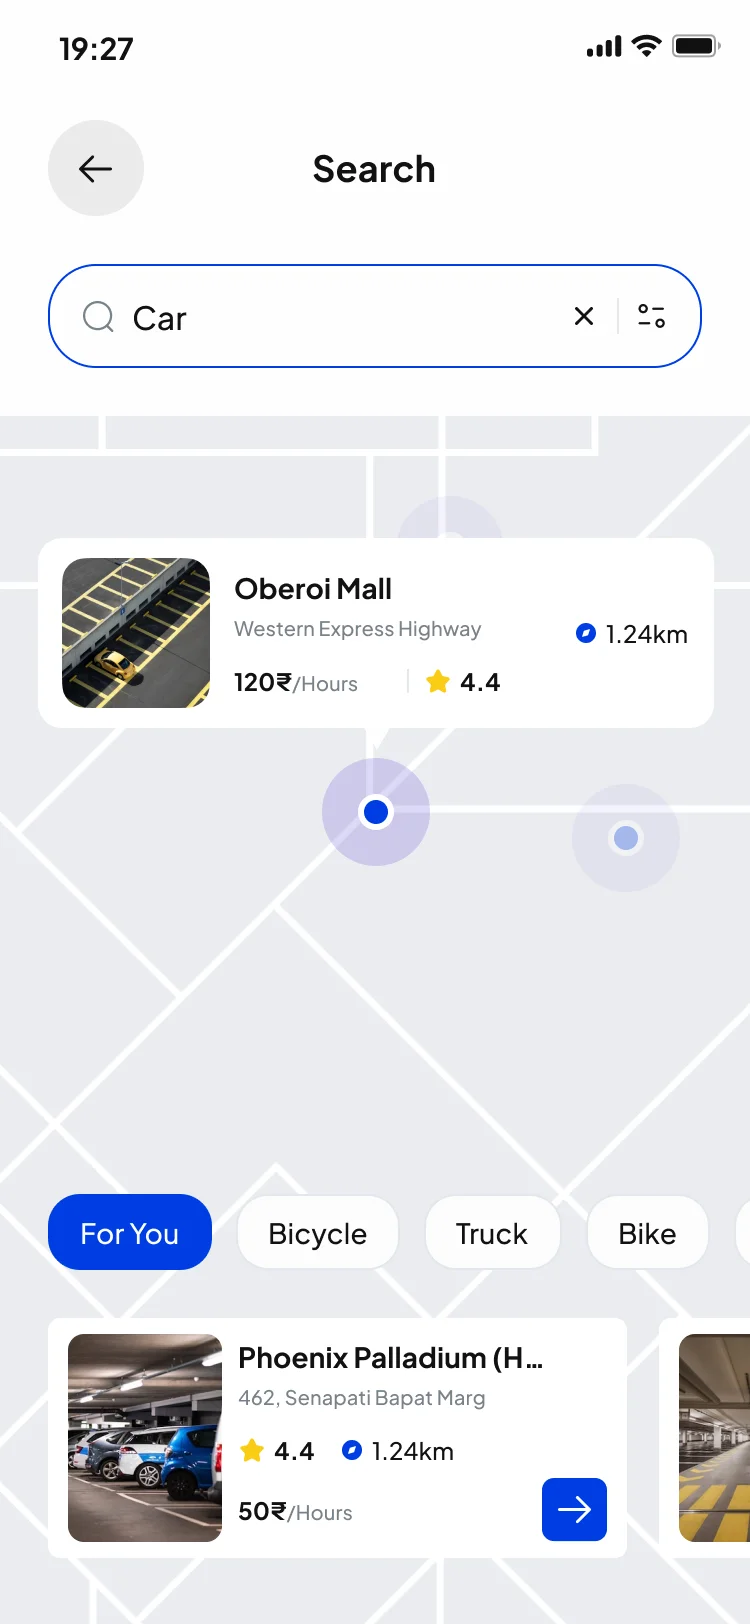 19:27
Search
Car
Oberoi Mall
Western Express Highway
1.24km
120₹/Hours
4.4
For You
Bicycle
Truck
Bike
Phoenix Palladium (H...
462, Senapati Bapat Marg
4.4
1.24km
50₹/Hours